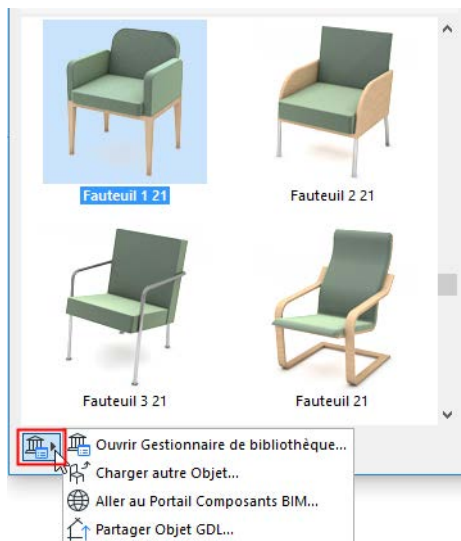 Fauteuil 1 21
Fauteuil 2 21
Fauteuil 3 21
Fauteuil 21
Ouvrir Gestionnaire de bibliothèque...
Charger autre Objet...
Aller au Portail Composants BIM...
Partager Objet GDL...